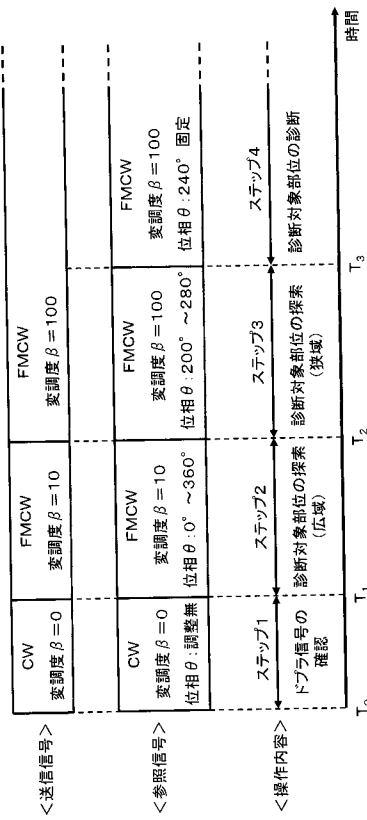 <送信信号>
CW
変調度β=0
FMCW
変調度β=10
FMCW
変調度β=100
<参照信号>
CW
変調度β=0
位相θ:調整無
FMCW
変調度β=10
位相θ:0° ~360°
FMCW
変調度β=100
位相θ:200° ~280°
FMCW
変調度β=100
位相θ:240° 固定
<操作内容>
ステップ1
ドプラ信号の
確認
ステップ2
診断対象部位の探索
(広域)
ステップ3
診断対象部位の探索
(狭域)
ステップ4
診断対象部位の診断
T0
T1
T2
T3
時間